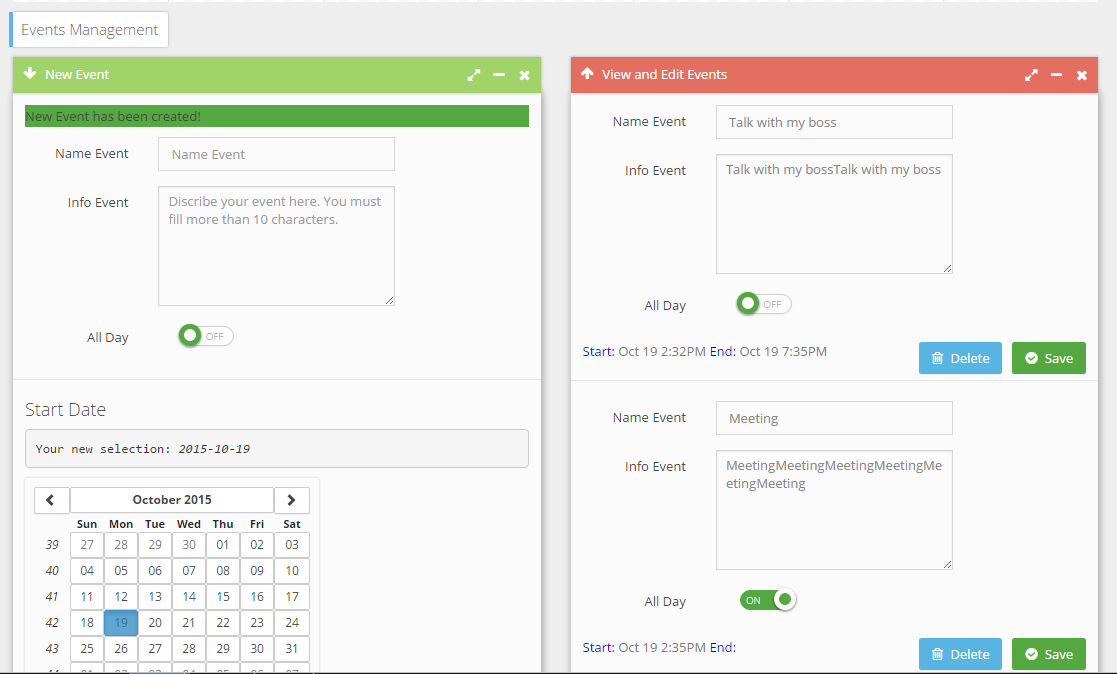 Events Management
New Event
New Event has been created!
Name Event
Name Event
Info Event
Discribe your event here. You must
fill more than 10 characters.
All Day
OFF
Start Date
Your new selection: 2015-10-19
October 2015
Sun Mon Tue Wed Thu Fri Sat
39 27 28 29 30 01 02 03
40 04 05 06 07 08 09 10
41 11 12 13 14 15 16 17
42 18 19 20 21 22 23 24
43 25 26 27 28 29 30 31
View and Edit Events
Name Event
Talk with my boss
Info Event
Talk with my bossTalk with my boss
All Day
OFF
Start: Oct 19 2:32PM End: Oct 19 7:35PM
Delete
Save
Name Event
Meeting
Info Event
MeetingMeetingMeetingMeetingMe
etingMeeting
All Day
ON
Start: Oct 19 2:35PM End:
Delete
Save